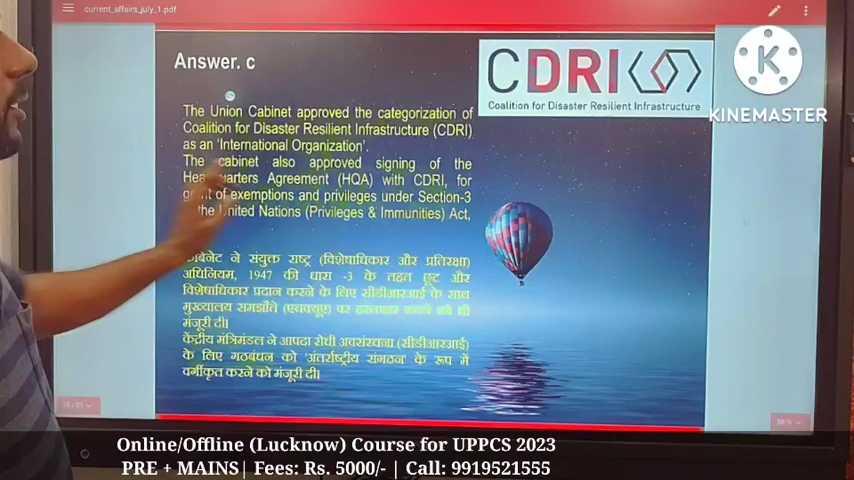 current_affairs_july_1.pdf
Answer. c
CDRI
Coalition for Disaster Resilient Infrastructure
K
KINEMASTER
The Union Cabinet approved the categorization of
Coalition for Disaster Resilient Infrastructure (CDRI)
as an 'International Organization'.
The cabinet also approved signing of the
Headquarters Agreement (HQA) with CDRI, for
of exemptions and privileges under Section-3
the United Nations (Privileges & Immunities) Act,
ने संयुक्त राष्ट्र (विशेषाधिकार और प्रतिरक्षा)
अधिनियम, 1947 की धारा -3 के तहत छूट और
विशेषाधिकार प्रदान करने के लिए सीडीआरआई के साथ
मुख्यालय समझौते (एचक्यूए) पर हस्ताक्षर करने को भी
मंजूरी दी।
केंद्रीय मंत्रिमंडल ने आपदा रोधी अवसंरचना (सीडीआरआई)
के लिए गठबंधन को 'अंतर्राष्ट्रीय संगठन' के रूप में
वर्गीकृत करने को मंजूरी दी।
Online/Offline (Lucknow) Course for UPPCS 2023
PRE + MAINS| Fees: Rs. 5000/- | Call: 9919521555